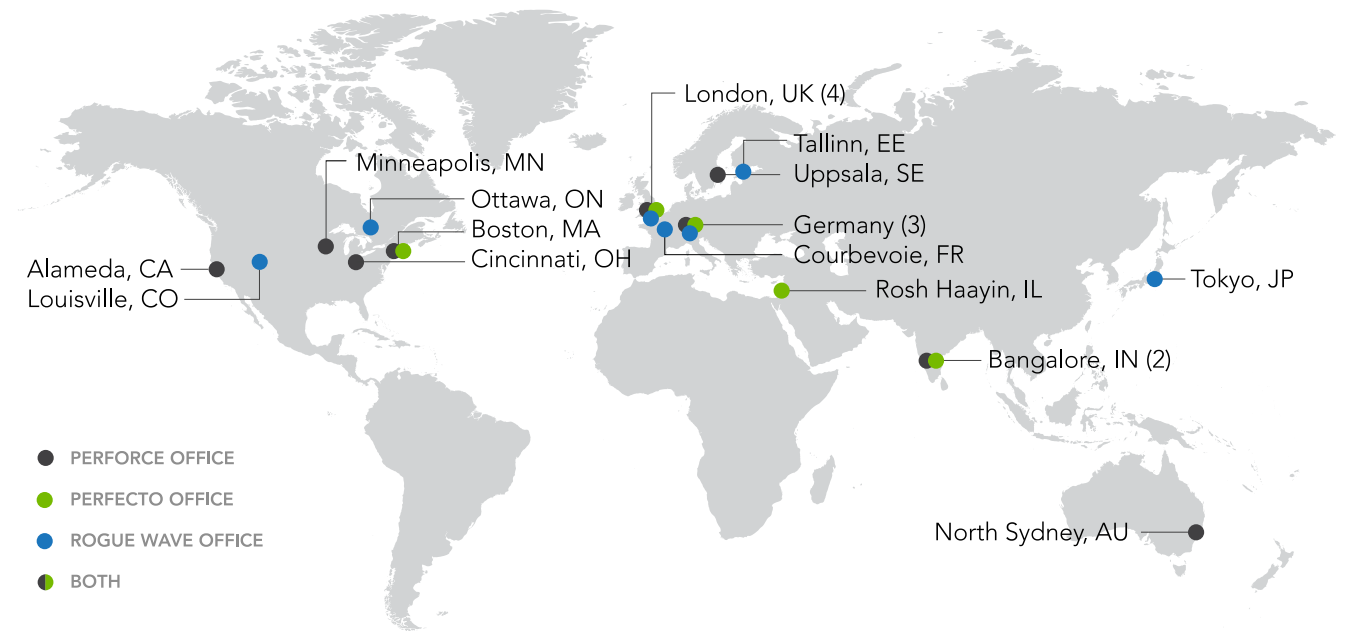 London, UK (4)
Tallinn, EE
Minneapolis, MN
Uppsala, SE
Ottawa, ON
Boston, MA
Germany (3)
Cincinnati, OH
Courbevoie, FR
Alameda, CA
Louisville, CO
Rosh Haayin, IL
Tokyo, JP
Bangalore, IN (2)
PERFORCE OFFICE
PERFECTO OFFICE
ROGUE WAVE OFFICE
BOTH
North Sydney, AU